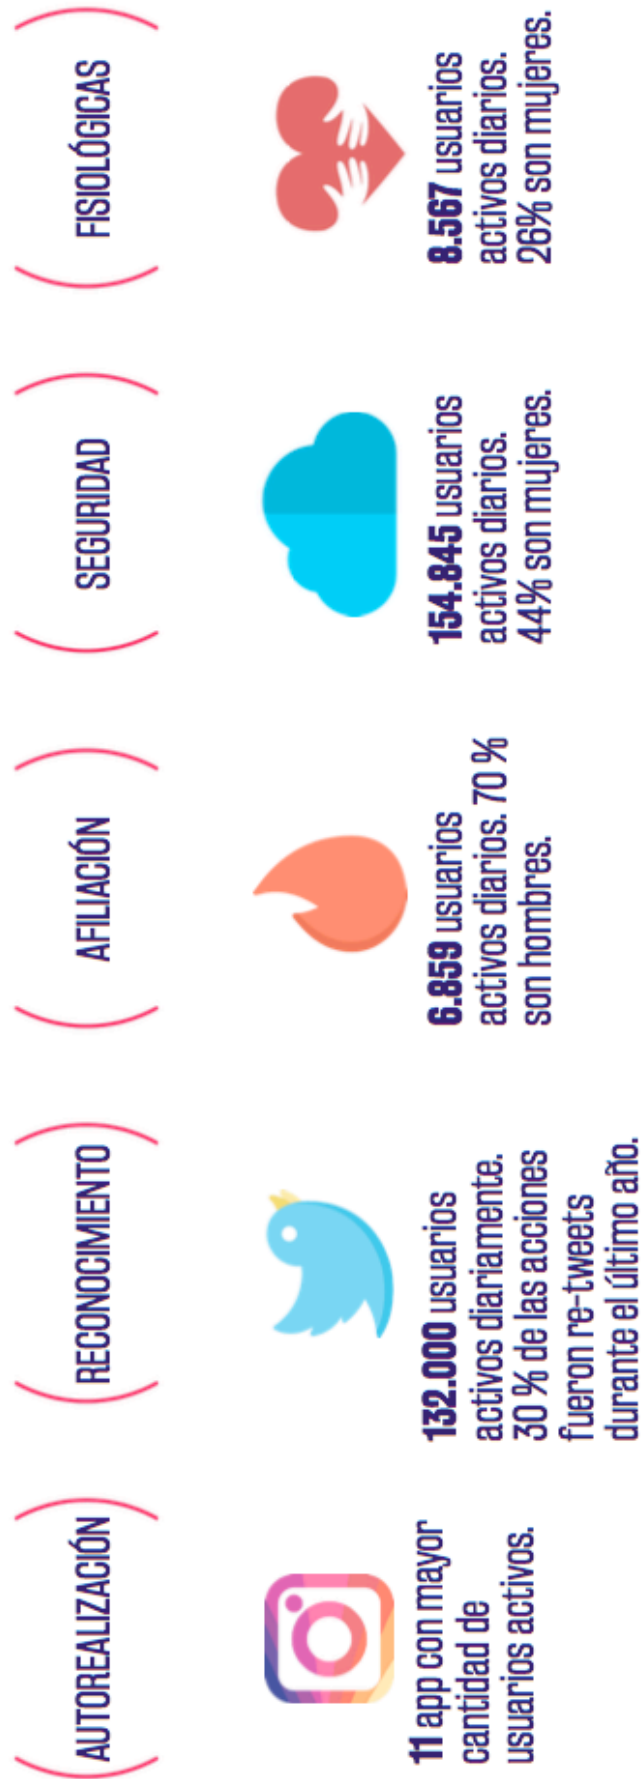 AUTOREALIZACIÓN
11 app con mayor
cantidad de
usuarios activos.
RECONOCIMIENTO
132.000 usuarios
activos diariamente.
30 % de las acciones
fueron re-tweets
durante el último año.
AFILIACIÓN
6.859 usuarios
activos diarios. 70 %
son hombres.
SEGURIDAD
154.845 usuarios
activos diarios.
44% son mujeres.
FISIOLÓGICAS
8.567 usuarios
activos diarios.
26% son mujeres.